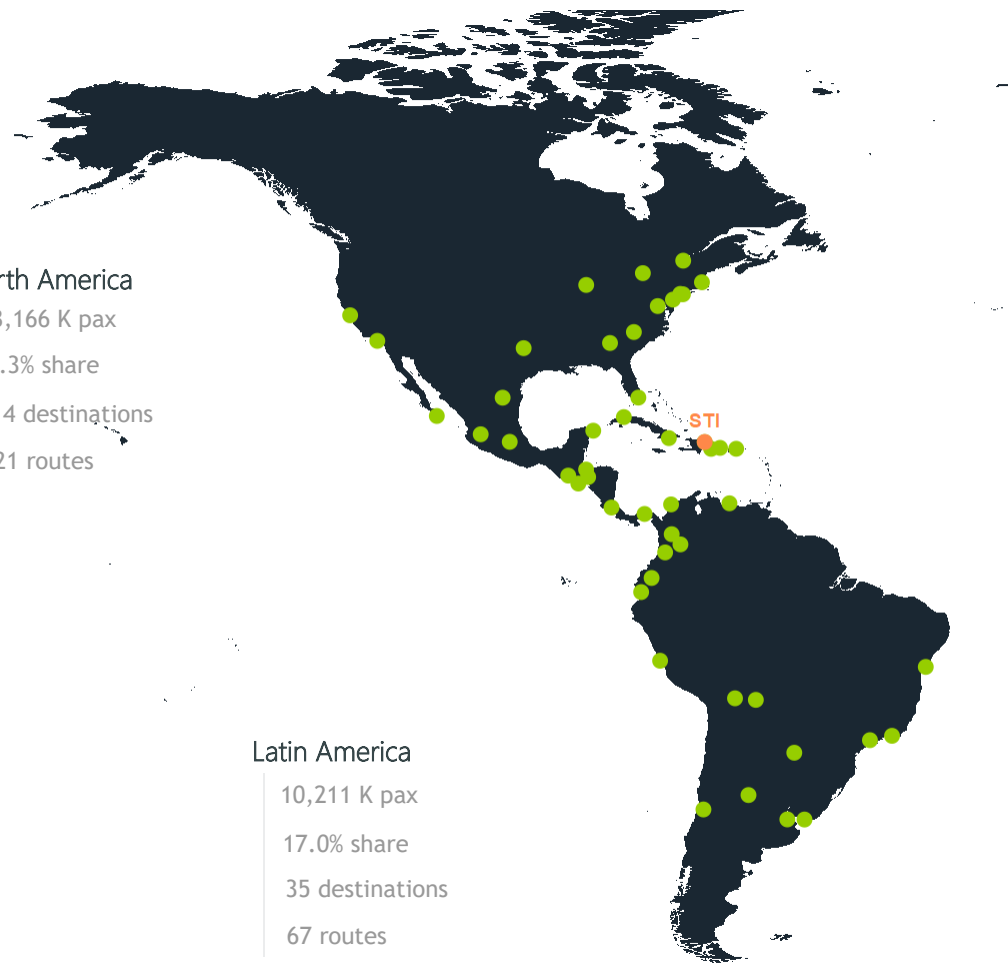 rth America
,166 K pax
.3% share
4 destinations
21 routes
STI
Latin America
10,211 K pax
17.0% share
35 destinations
67 routes